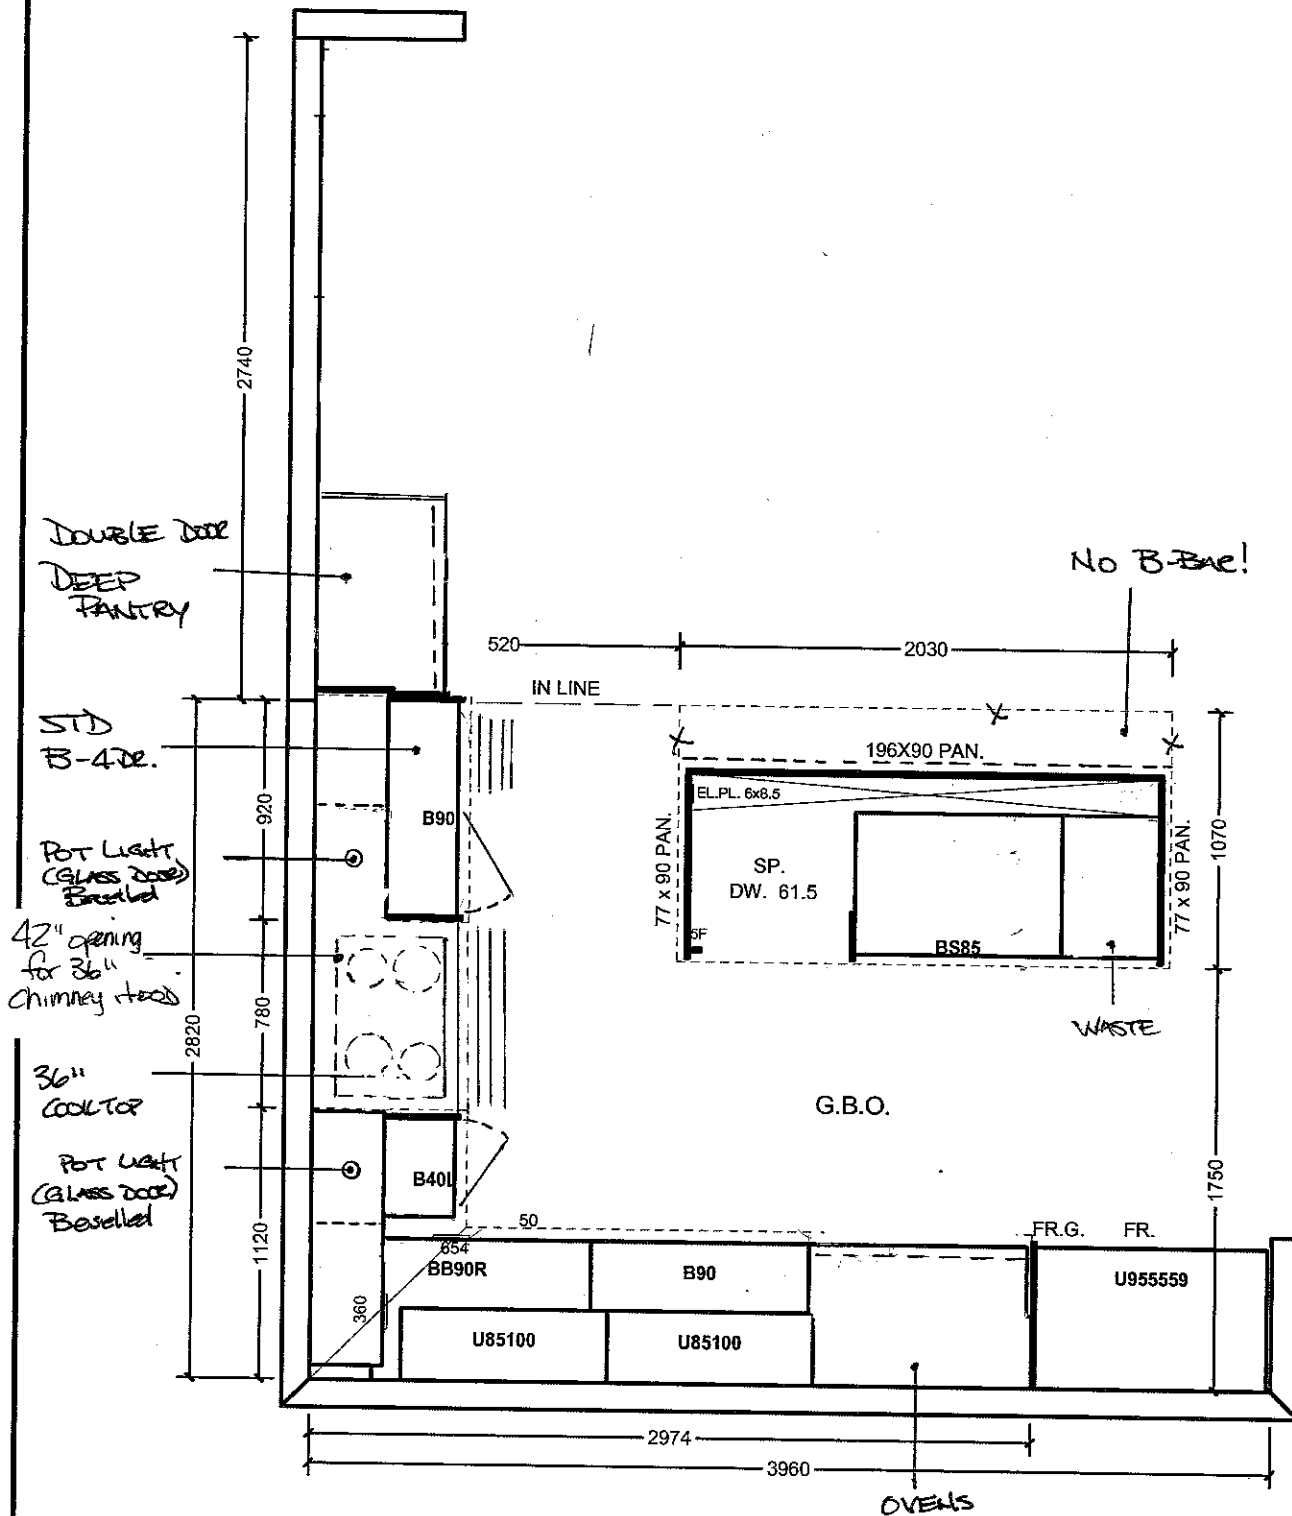 2740
DOUBLE DOOR
DEEP
PANTRY
No B-BAR!
520
2030
IN LINE
STD
B-4DR.
196X90 PAN.
EL.PL. 6x8.5
B90
920
77 x 90 PAN.
SP.
DW. 61.5
77 x 90 PAN.
1070
POT LIGHT
(GLASS DOOR)
Bevelled
42" opening
for 36"
Chimney Hood
5F
BS85
780
2820
WASTE
36"
COOKTOP
G.B.O.
POT LIGHT
(GLASS DOOR)
Bevelled
B40L
1750
1120
50
654
BB90R
B90
FR.G.
FR.
U955559
360
U85100
U85100
2974
3960
OVENS